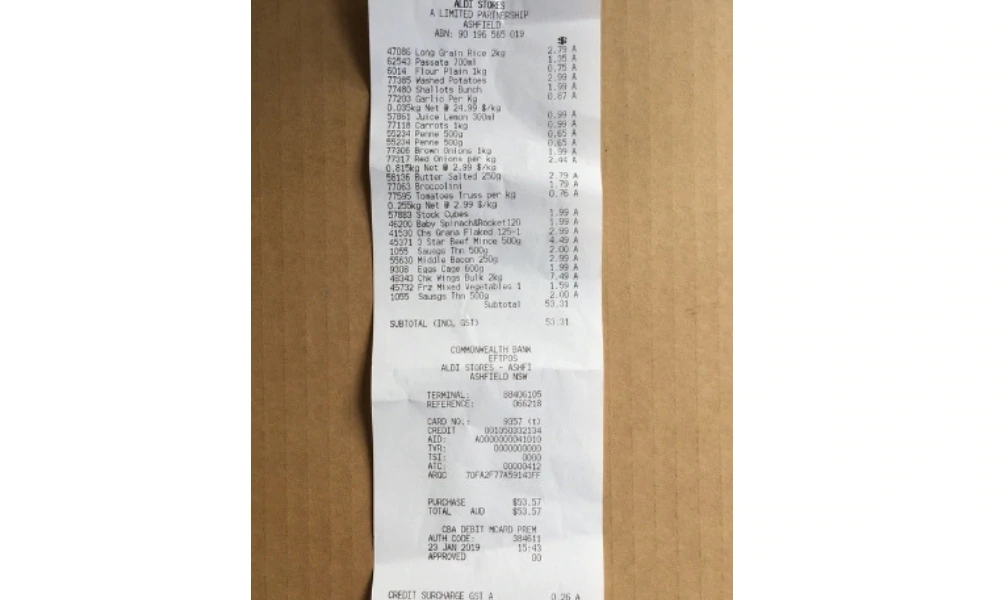 ALDI STORES
A LIMITED PARTNERSHIP
ASHFIELD
ABN: 90 196 565 019
$
47086 Long Grain Rice 2kg 2.79 A
62543 Passata 700ml 1.35 A
6014 Flour Plain 1kg 0.75 A
77385 Washed Potatoes 2.99 A
77480 Shallots Bunch 1.99 A
77203 Garlic Per Kg 0.87 A
0.035kg Net @ 24.99 $/kg
57861 Juice Lemon 300ml 0.99 A
77118 Carrots 1kg 0.99 A
55234 Penne 500g 0.65 A
55234 Penne 500g 0.65 A
77306 Brown Onions 1kg 1.99 A
77317 Red Onions per kg 2.44 A
0.815kg Net @ 2.99 $/kg
58136 Butter Salted 250g 2.79 A
77063 Broccolini 1.79 A
77595 Tomatoes Truss per kg 0.76 A
0.255kg Net @ 2.99 $/kg
57883 Stock Cubes 1.99 A
46200 Baby Spinach&Rocket120 1.99 A
41530 Chs Grana Flaked 125-1 2.99 A
45371 3 Star Beef Mince 500g 4.49 A
1055 Sausgs Thn 500g 2.00 A
55630 Middle Bacon 250g 2.99 A
9308 Eggs Cage 600g 1.99 A
48343 Chk Wings Bulk 2kg 7.49 A
45732 Frz Mixed Vegetables 1 1.59 A
1055 Sausgs Thn 500g 2.00 A
Subtotal 53.31
SUBTOTAL (INCL GST) 53.31
COMMONWEALTH BANK
EFTPOS
ALDI STORES - ASHFI
ASHFIELD NSW
TERMINAL: 88406105
REFERENCE: 066218
CARD NO.: 9357 (t)
CREDIT 001050332134
AID: A0000000041010
TVR: 0000000000
TSI: 0000
ATC: 00000412
ARQC 70FA2F77A59143FF
PURCHASE $53.57
TOTAL AUD $53.57
CBA DEBIT MCARD PREM
AUTH CODE: 384611
23 JAN 2019 15:43
APPROVED 00
CREDIT SURCHARGE GST A 0.26 A